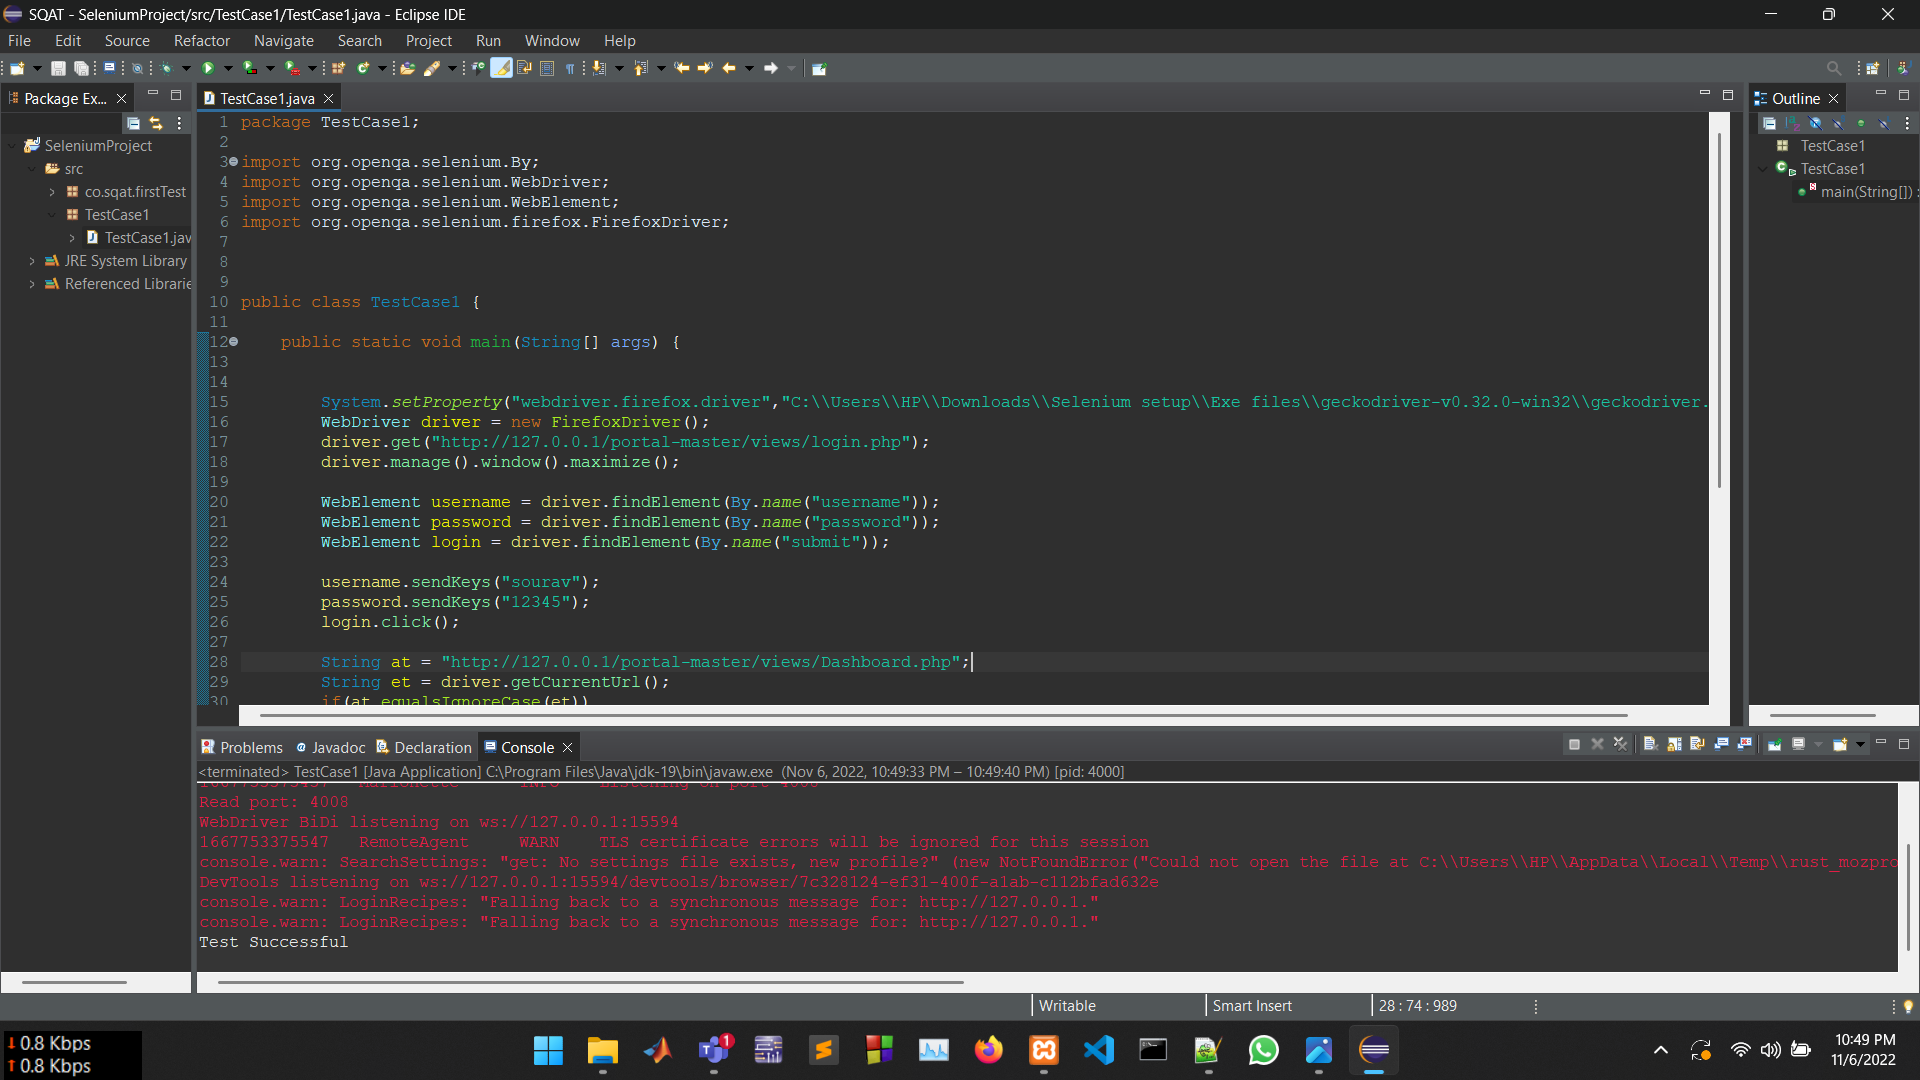 SQAT - SeleniumProject/src/TestCase1/TestCase1.java - Eclipse IDE
File Edit Source Refactor Navigate Search Project Run Window Help
Package Ex...
TestCase1.java
Outline
SeleniumProject
src
co.sqat.firstTest
TestCase1
TestCase1.jav
JRE System Library
Referenced Librarie
1 package TestCase1;
2
3 import org.openqa.selenium.By;
4 import org.openqa.selenium.WebDriver;
5 import org.openqa.selenium.WebElement;
6 import org.openqa.selenium.firefox.FirefoxDriver;
7
8
9
10 public class TestCase1 {
11
12 public static void main(String[] args) {
13
14
15 System.setProperty("webdriver.firefox.driver","C:\\Users\\HP\\Downloads\\Selenium setup\\Exe files\\geckodriver-v0.32.0-win32\\geckodriver.
16 WebDriver driver = new FirefoxDriver();
17 driver.get("http://127.0.0.1/portal-master/views/login.php");
18 driver.manage().window().maximize();
19
20 WebElement username = driver.findElement(By.name("username"));
21 WebElement password = driver.findElement(By.name("password"));
22 WebElement login = driver.findElement(By.name("submit"));
23
24 username.sendKeys("sourav");
25 password.sendKeys("12345");
26 login.click();
27
28 String at = "http://127.0.0.1/portal-master/views/Dashboard.php";
29 String et = driver.getCurrentUrl();
30 if(at.equalsIgnoreCase(et))
TestCase1
TestCase1
main(String[]) :
Problems Javadoc Declaration Console
<terminated> TestCase1 [Java Application] C:\Program Files\Java\jdk-19\bin\javaw.exe (Nov 6, 2022, 10:49:33 PM – 10:49:40 PM) [pid: 4000]
Marionette INFO Listening on port 4008
Read port: 4008
WebDriver BiDi listening on ws://127.0.0.1:15594
1667753375547 RemoteAgent WARN TLS certificate errors will be ignored for this session
console.warn: SearchSettings: "get: No settings file exists, new profile?" (new NotFoundError("Could not open the file at C:\\Users\\HP\\AppData\\Local\\Temp\\rust_mozpro
DevTools listening on ws://127.0.0.1:15594/devtools/browser/7c328124-ef31-400f-a1ab-c112bfad632e
console.warn: LoginRecipes: "Falling back to a synchronous message for: http://127.0.0.1."
console.warn: LoginRecipes: "Falling back to a synchronous message for: http://127.0.0.1."
Test Successful
Writable Smart Insert 28 : 74 : 989
0.8 Kbps
0.8 Kbps
1
10:49 PM
11/6/2022